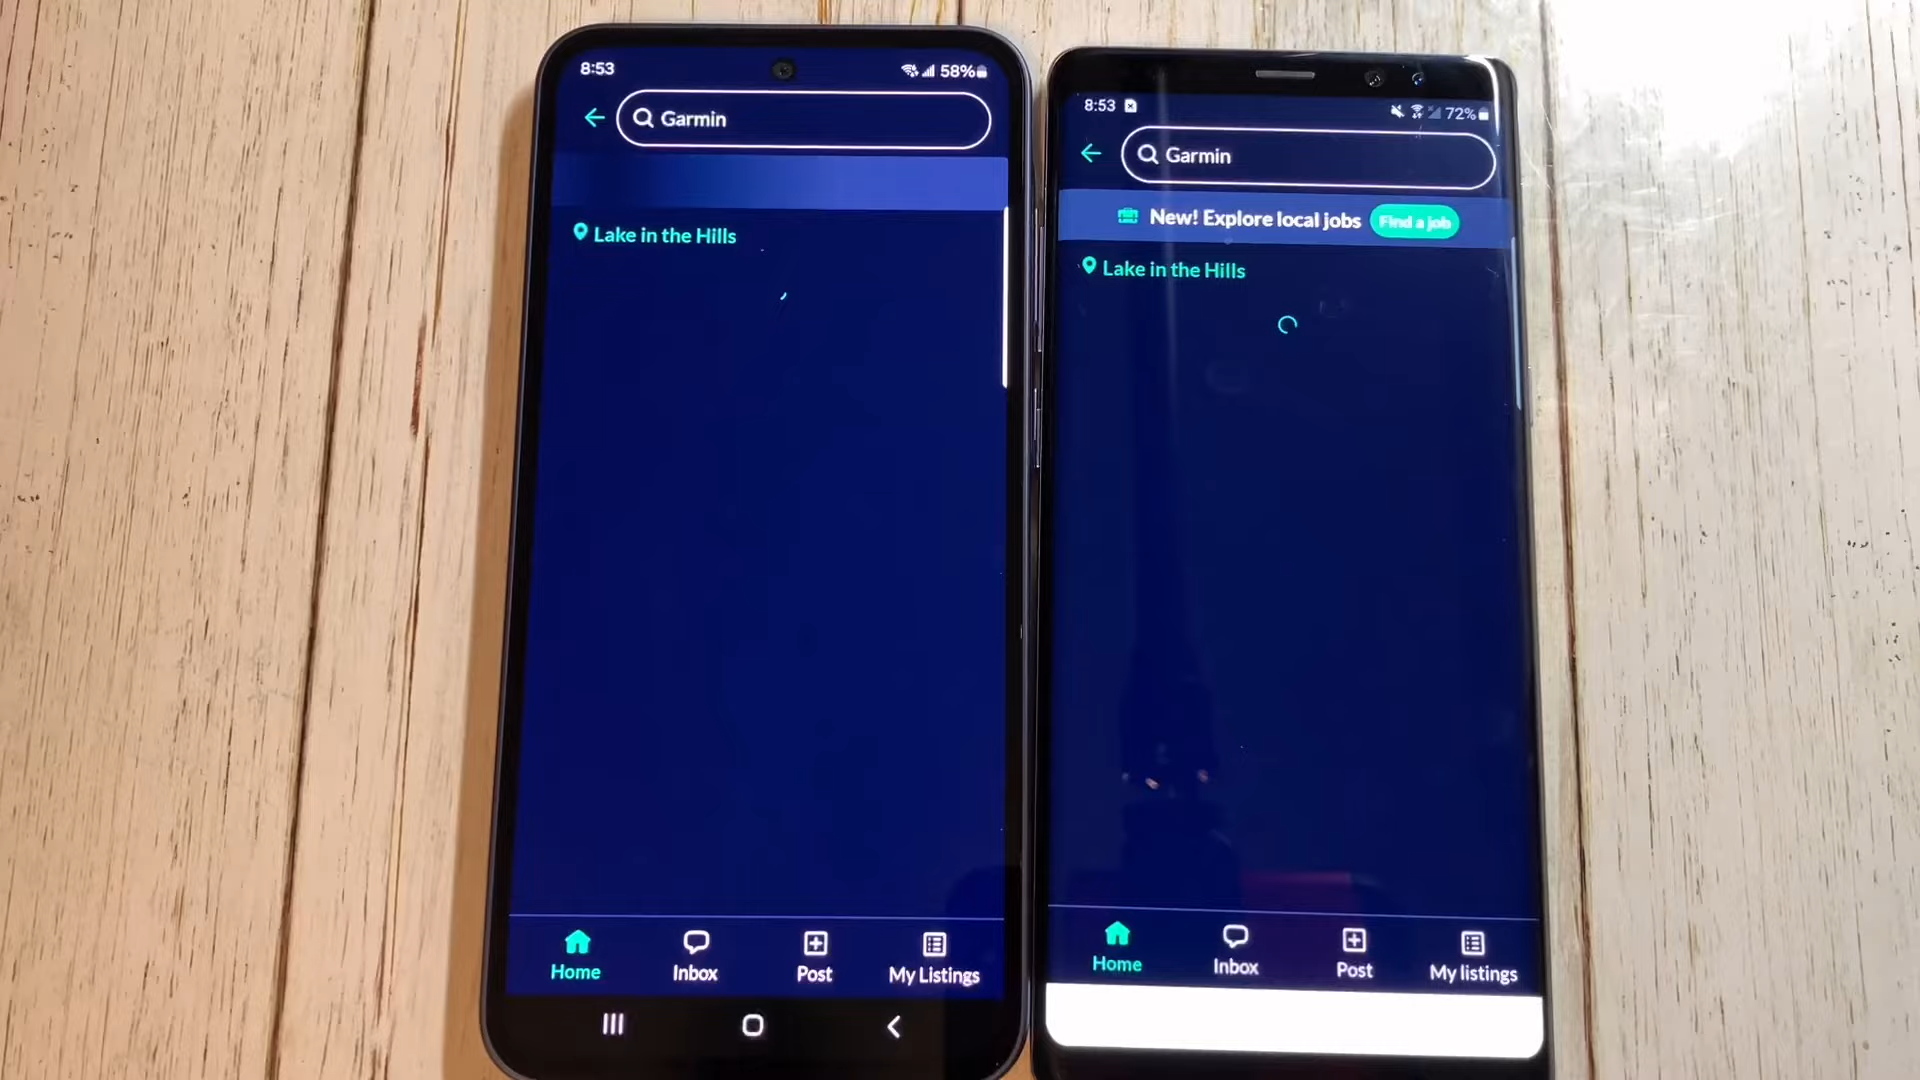 8:53
58%
Garmin
Lake in the Hills
Home
Inbox
Post
My Listings
8:53
72%
Garmin
New! Explore local jobs
Find a job
Lake in the Hills
Home
Inbox
Post
My listings